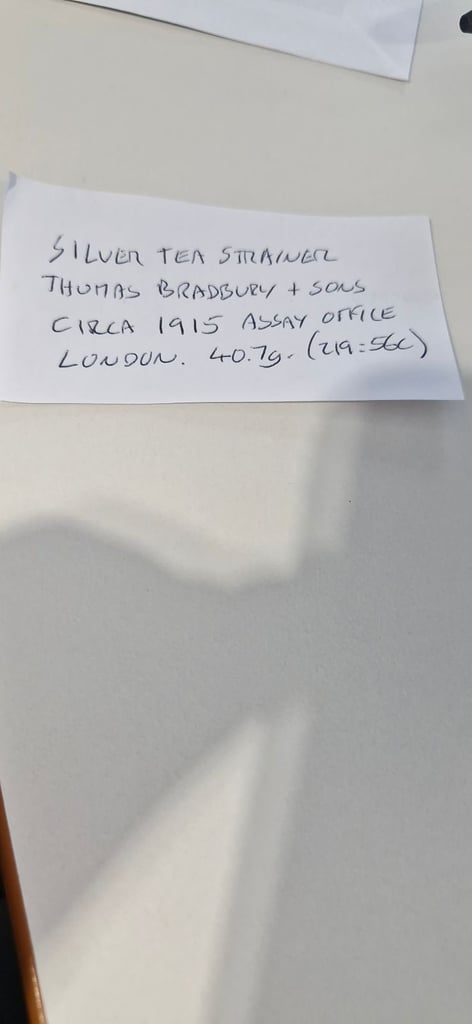 SILVER TEA STRAINER
THOMAS BRADBURY + SONS
CIRCA 1915 ASSAY OFFICE
LONDON. 40.7g. (219=56C)